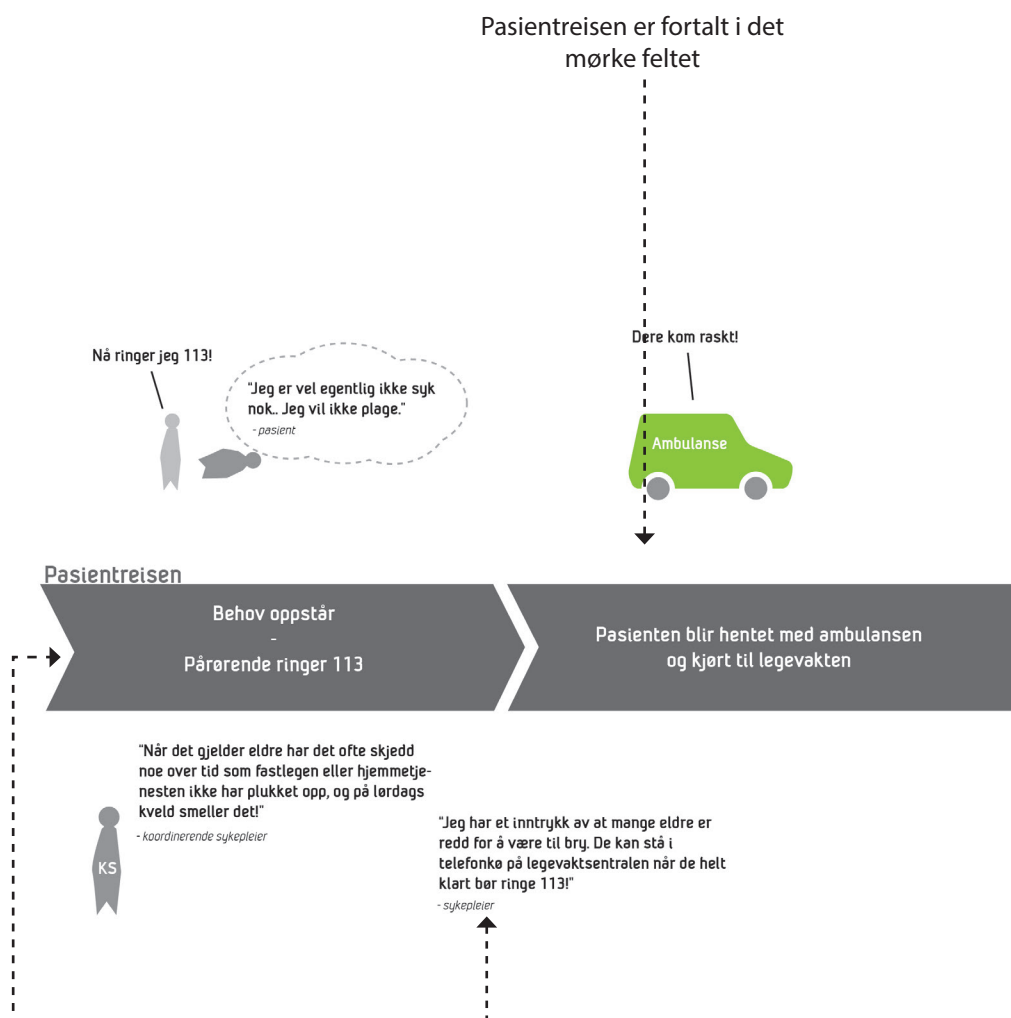 Pasientreisen er fortalt i det
mørke feltet
Nå ringer jeg 113!
"Jeg er vel egentlig ikke syk
nok.. Jeg vil ikke plage."
- pasient
Dere kom raskt!
Ambulanse
Pasientreisen
Behov oppstår
-
Pårørende ringer 113
Pasienten blir hentet med ambulansen
og kjørt til legevakten
"Når det gjelder eldre har det ofte skjedd
noe over tid som fastlegen eller hjemmetje-
nesten ikke har plukket opp, og på lørdags
kveld smeller det!"
- koordinerende sykepleier
KS
"Jeg har et inntrykk av at mange eldre er
redd for å være til bry. De kan stå i
telefonkø på legevaktsentralen når de helt
klart bør ringe 113!"
- sykepleier